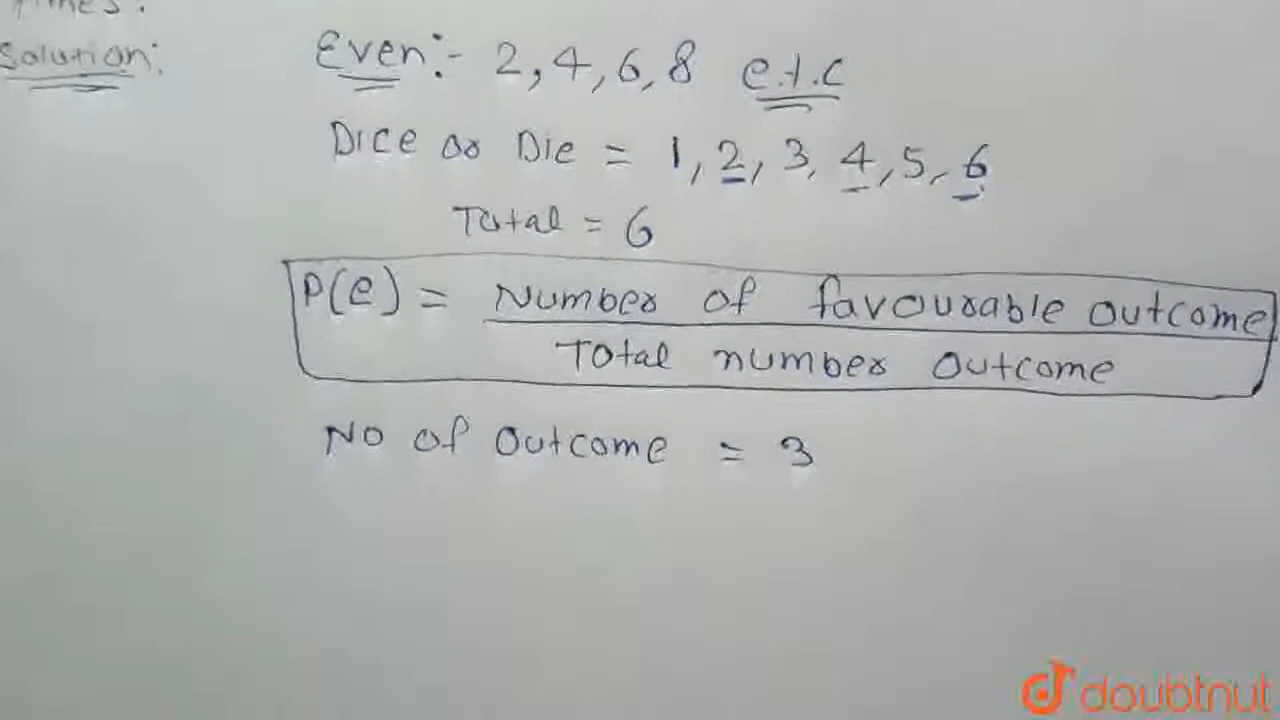 Times.
Solution:
Even:- 2, 4, 6, 8 e.t.c
Dice or Die = 1, 2, 3, 4, 5, 6
Total = 6
P(e) = Number of favourable outcome
Total number outcome
No of outcome = 3
doubtnut